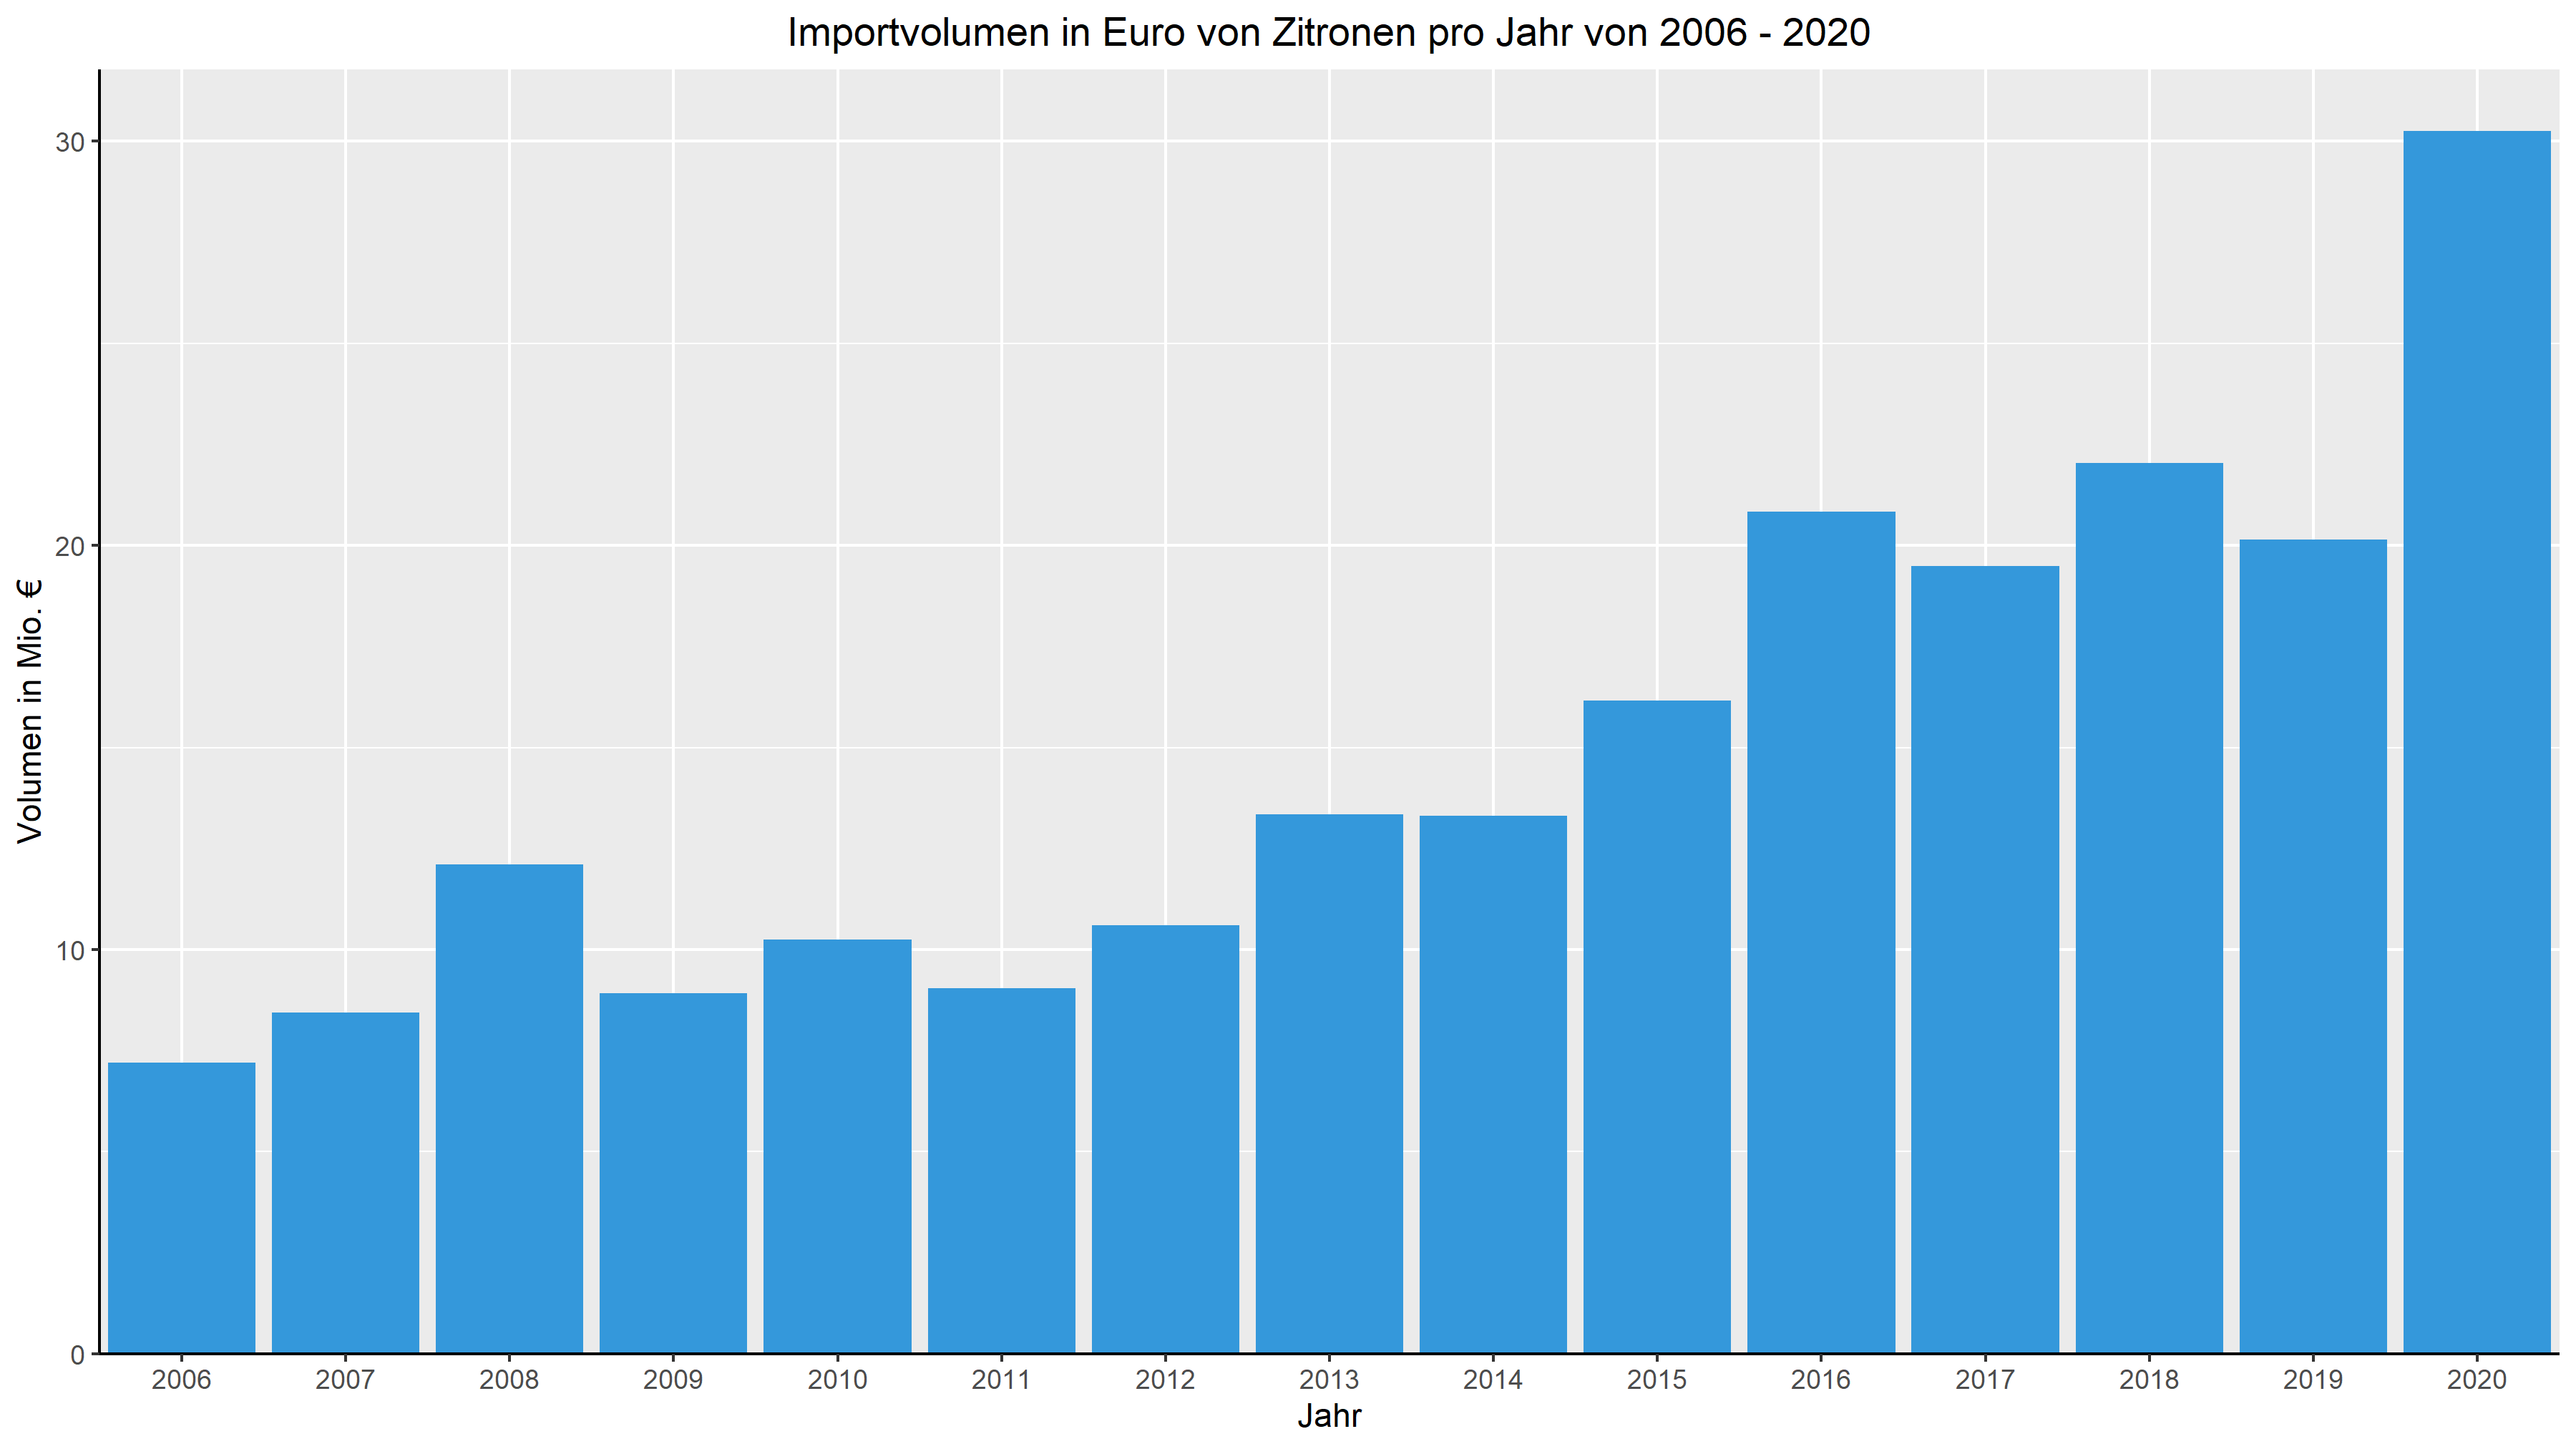 Importvolumen in Euro von Zitronen pro Jahr von 2006 - 2020
Volumen in Mio. €
30
20
10
0
2006 2007 2008 2009 2010 2011 2012 2013 2014 2015 2016 2017 2018 2019 2020
Jahr